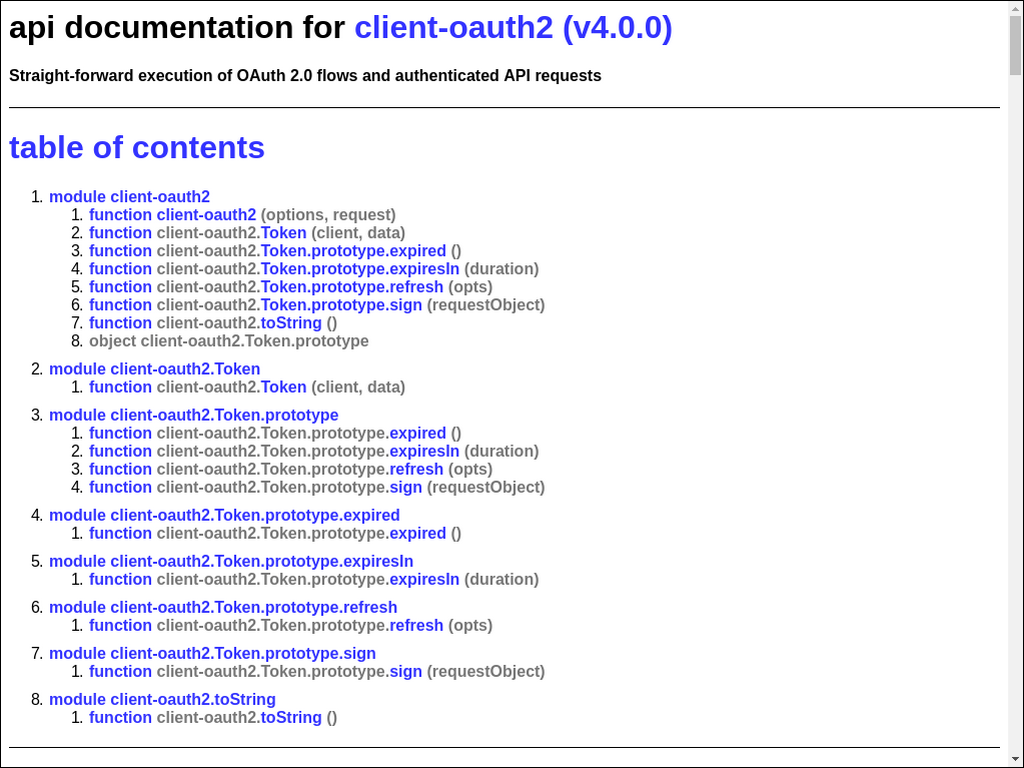 api documentation for client-oauth2 (v4.0.0)
Straight-forward execution of OAuth 2.0 flows and authenticated API requests
table of contents
1. module client-oauth2
1. function client-oauth2 (options, request)
2. function client-oauth2.Token (client, data)
3. function client-oauth2.Token.prototype.expired ()
4. function client-oauth2.Token.prototype.expiresIn (duration)
5. function client-oauth2.Token.prototype.refresh (opts)
6. function client-oauth2.Token.prototype.sign (requestObject)
7. function client-oauth2.toString ()
8. object client-oauth2.Token.prototype
2. module client-oauth2.Token
1. function client-oauth2.Token (client, data)
3. module client-oauth2.Token.prototype
1. function client-oauth2.Token.prototype.expired ()
2. function client-oauth2.Token.prototype.expiresIn (duration)
3. function client-oauth2.Token.prototype.refresh (opts)
4. function client-oauth2.Token.prototype.sign (requestObject)
4. module client-oauth2.Token.prototype.expired
1. function client-oauth2.Token.prototype.expired ()
5. module client-oauth2.Token.prototype.expiresIn
1. function client-oauth2.Token.prototype.expiresIn (duration)
6. module client-oauth2.Token.prototype.refresh
1. function client-oauth2.Token.prototype.refresh (opts)
7. module client-oauth2.Token.prototype.sign
1. function client-oauth2.Token.prototype.sign (requestObject)
8. module client-oauth2.toString
1. function client-oauth2.toString ()